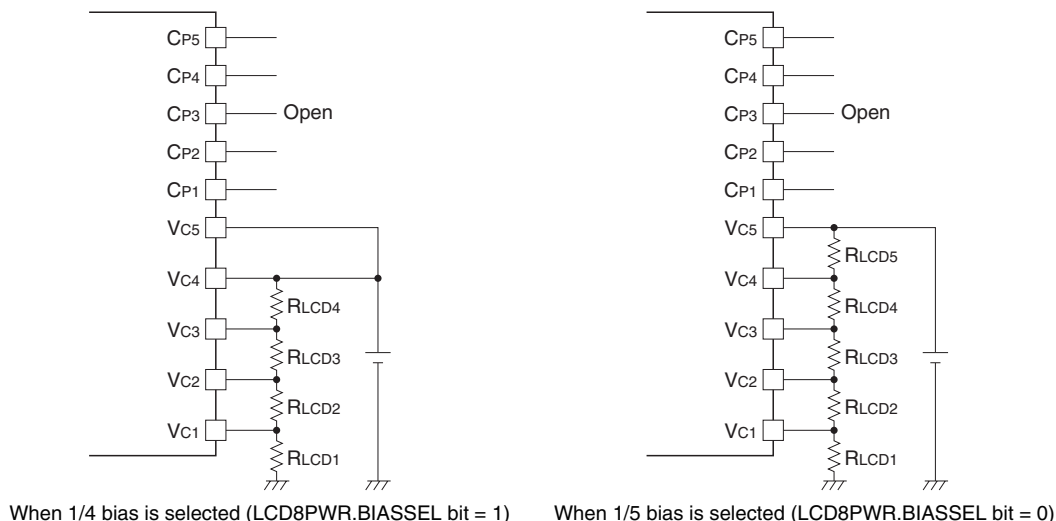 CP5
CP4
CP3 Open
CP2
CP1
VC5
VC4
RLCD4
VC3
RLCD3
VC2
RLCD2
VC1
RLCD1
When 1/4 bias is selected (LCD8PWR.BIASSEL bit = 1)
CP5
CP4
CP3 Open
CP2
CP1
VC5
RLCD5
VC4
RLCD4
VC3
RLCD3
VC2
RLCD2
VC1
RLCD1
When 1/5 bias is selected (LCD8PWR.BIASSEL bit = 0)